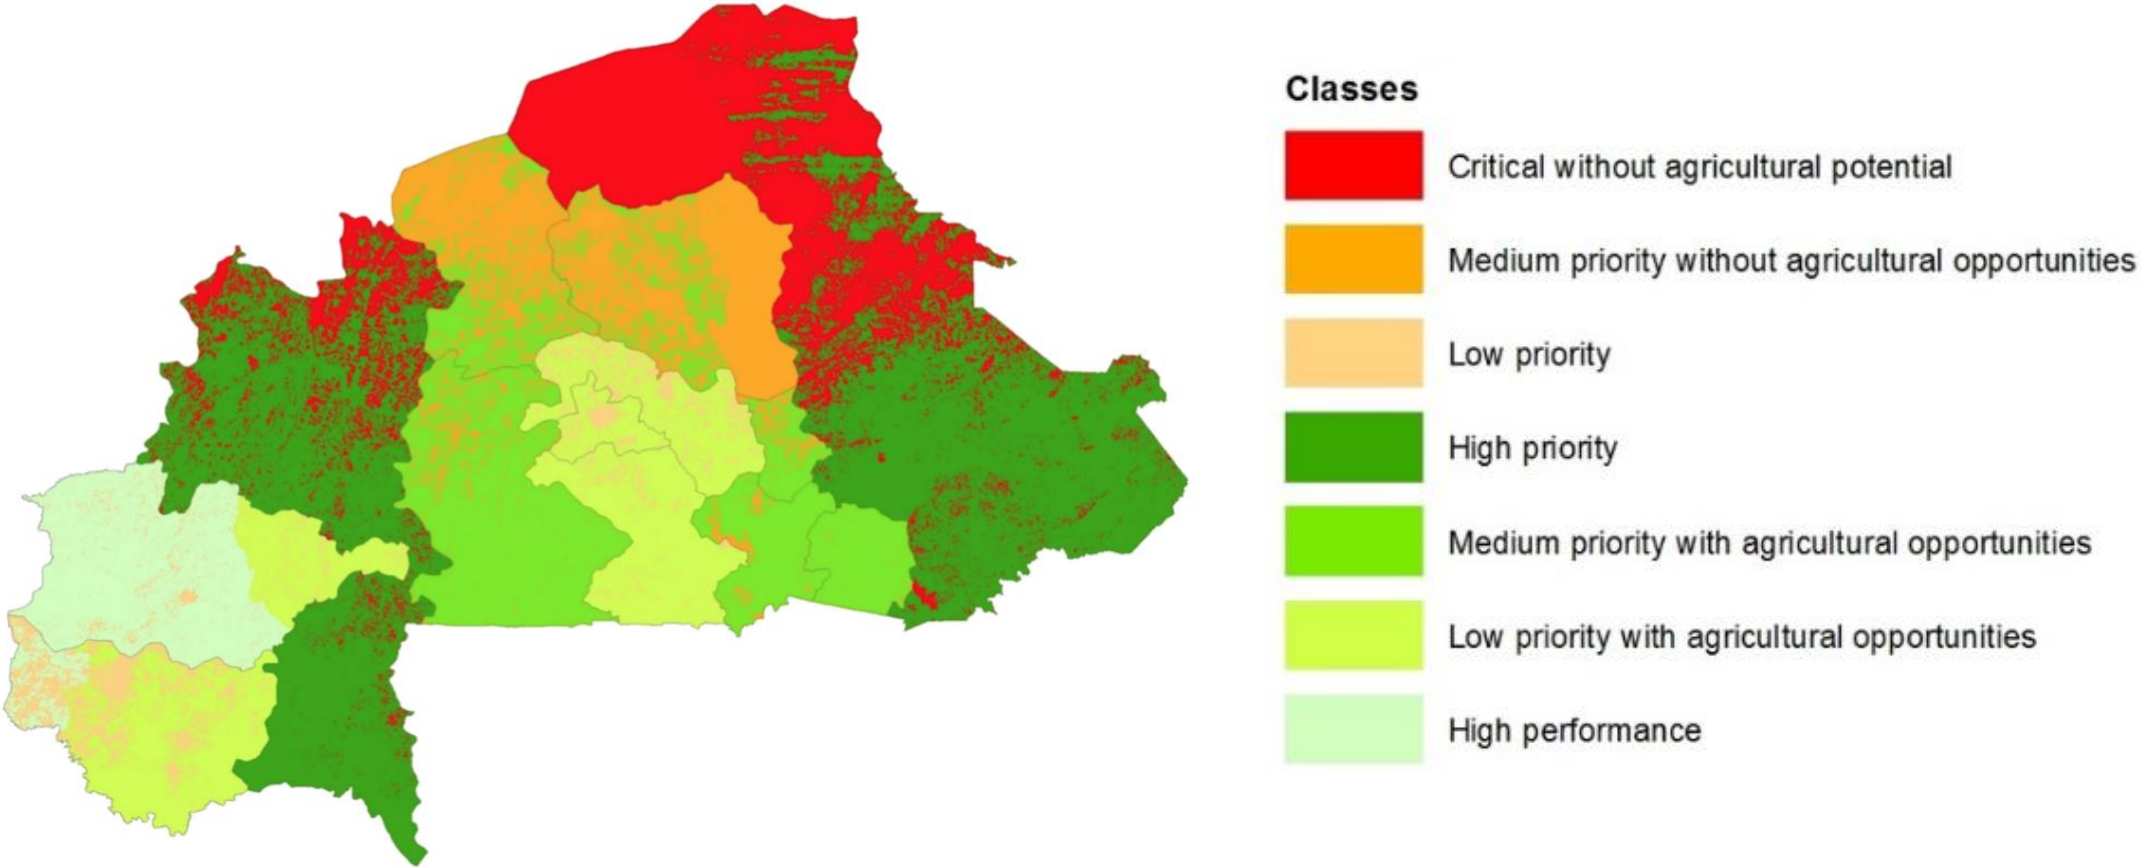 Classes
Critical without agricultural potential
Medium priority without agricultural opportunities
Low priority
High priority
Medium priority with agricultural opportunities
Low priority with agricultural opportunities
High performance